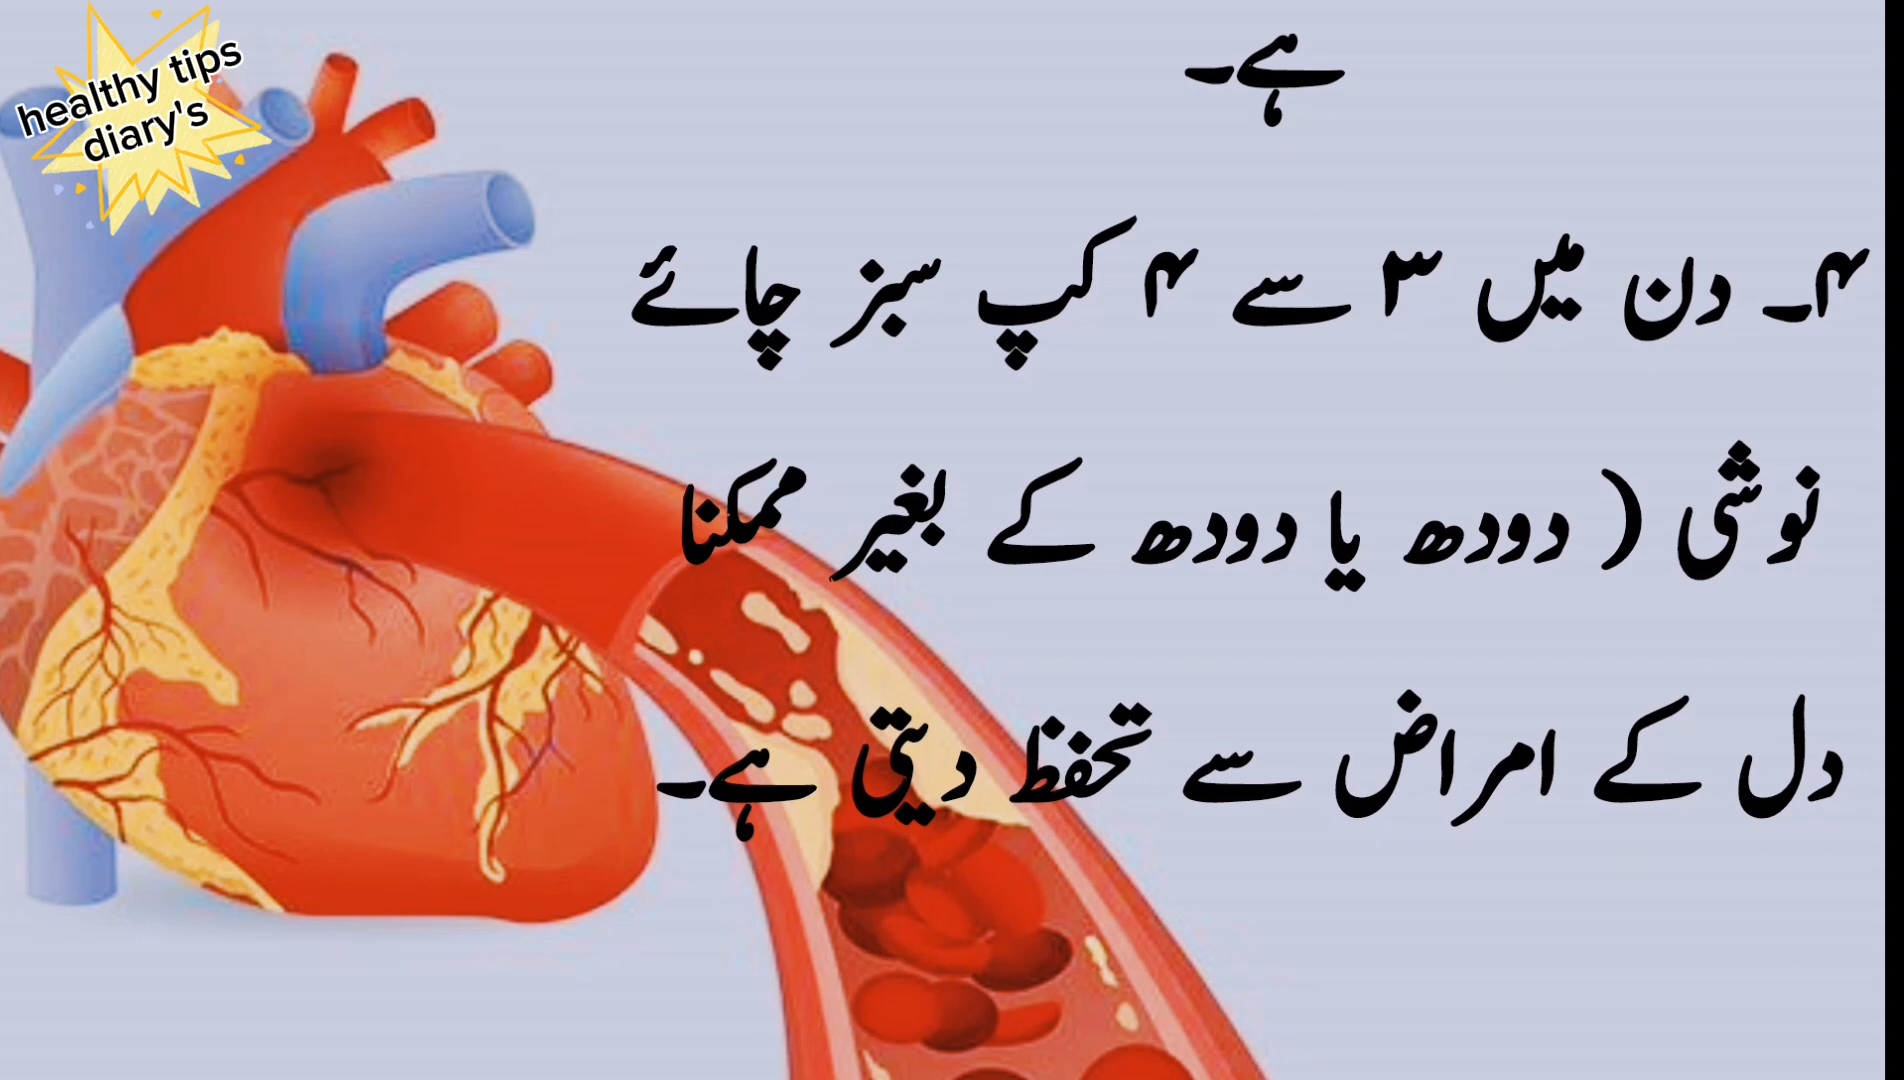 healthy tips
diary's
ہے۔
۴۔ دن میں ۳ سے ۴ کپ سبز چائے
نوشی ( دودھ یا دودھ کے بغیر ممکنا
دل کے امراض سے تحفظ دیتی ہے۔